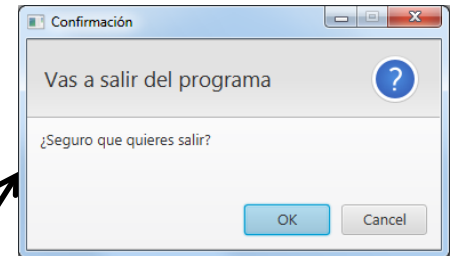 Confirmación
Vas a salir del programa
¿Seguro que quieres salir?
OK Cancel